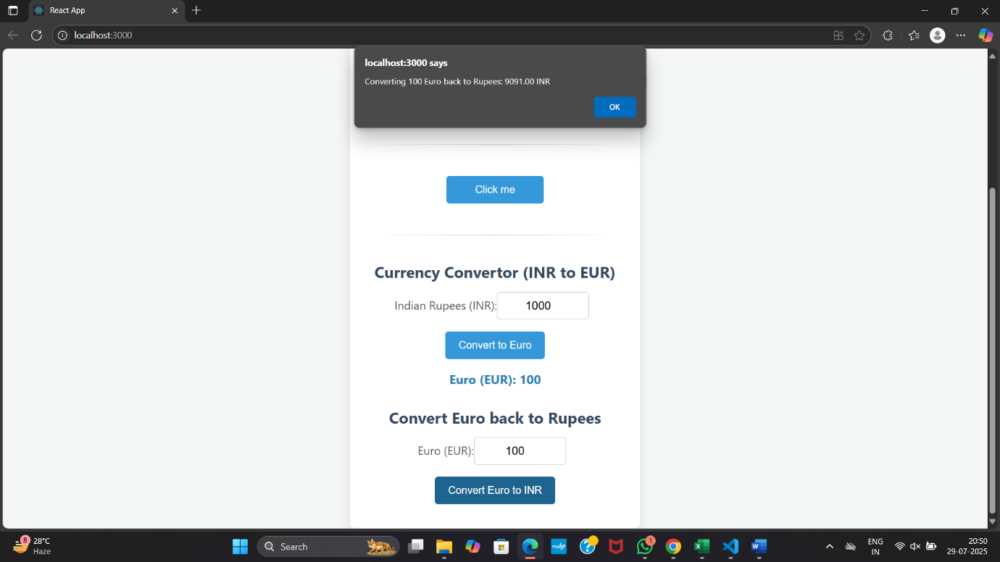 React App
localhost:3000
localhost:3000 says
Converting 100 Euro back to Rupees: 9091.00 INR
OK
Click me
Currency Convertor (INR to EUR)
Indian Rupees (INR): 1000
Convert to Euro
Euro (EUR): 100
Convert Euro back to Rupees
Euro (EUR): 100
Convert Euro to INR
8
28°C
Haze
Search
myhp
1
ENG
IN
20:50
29-07-2025